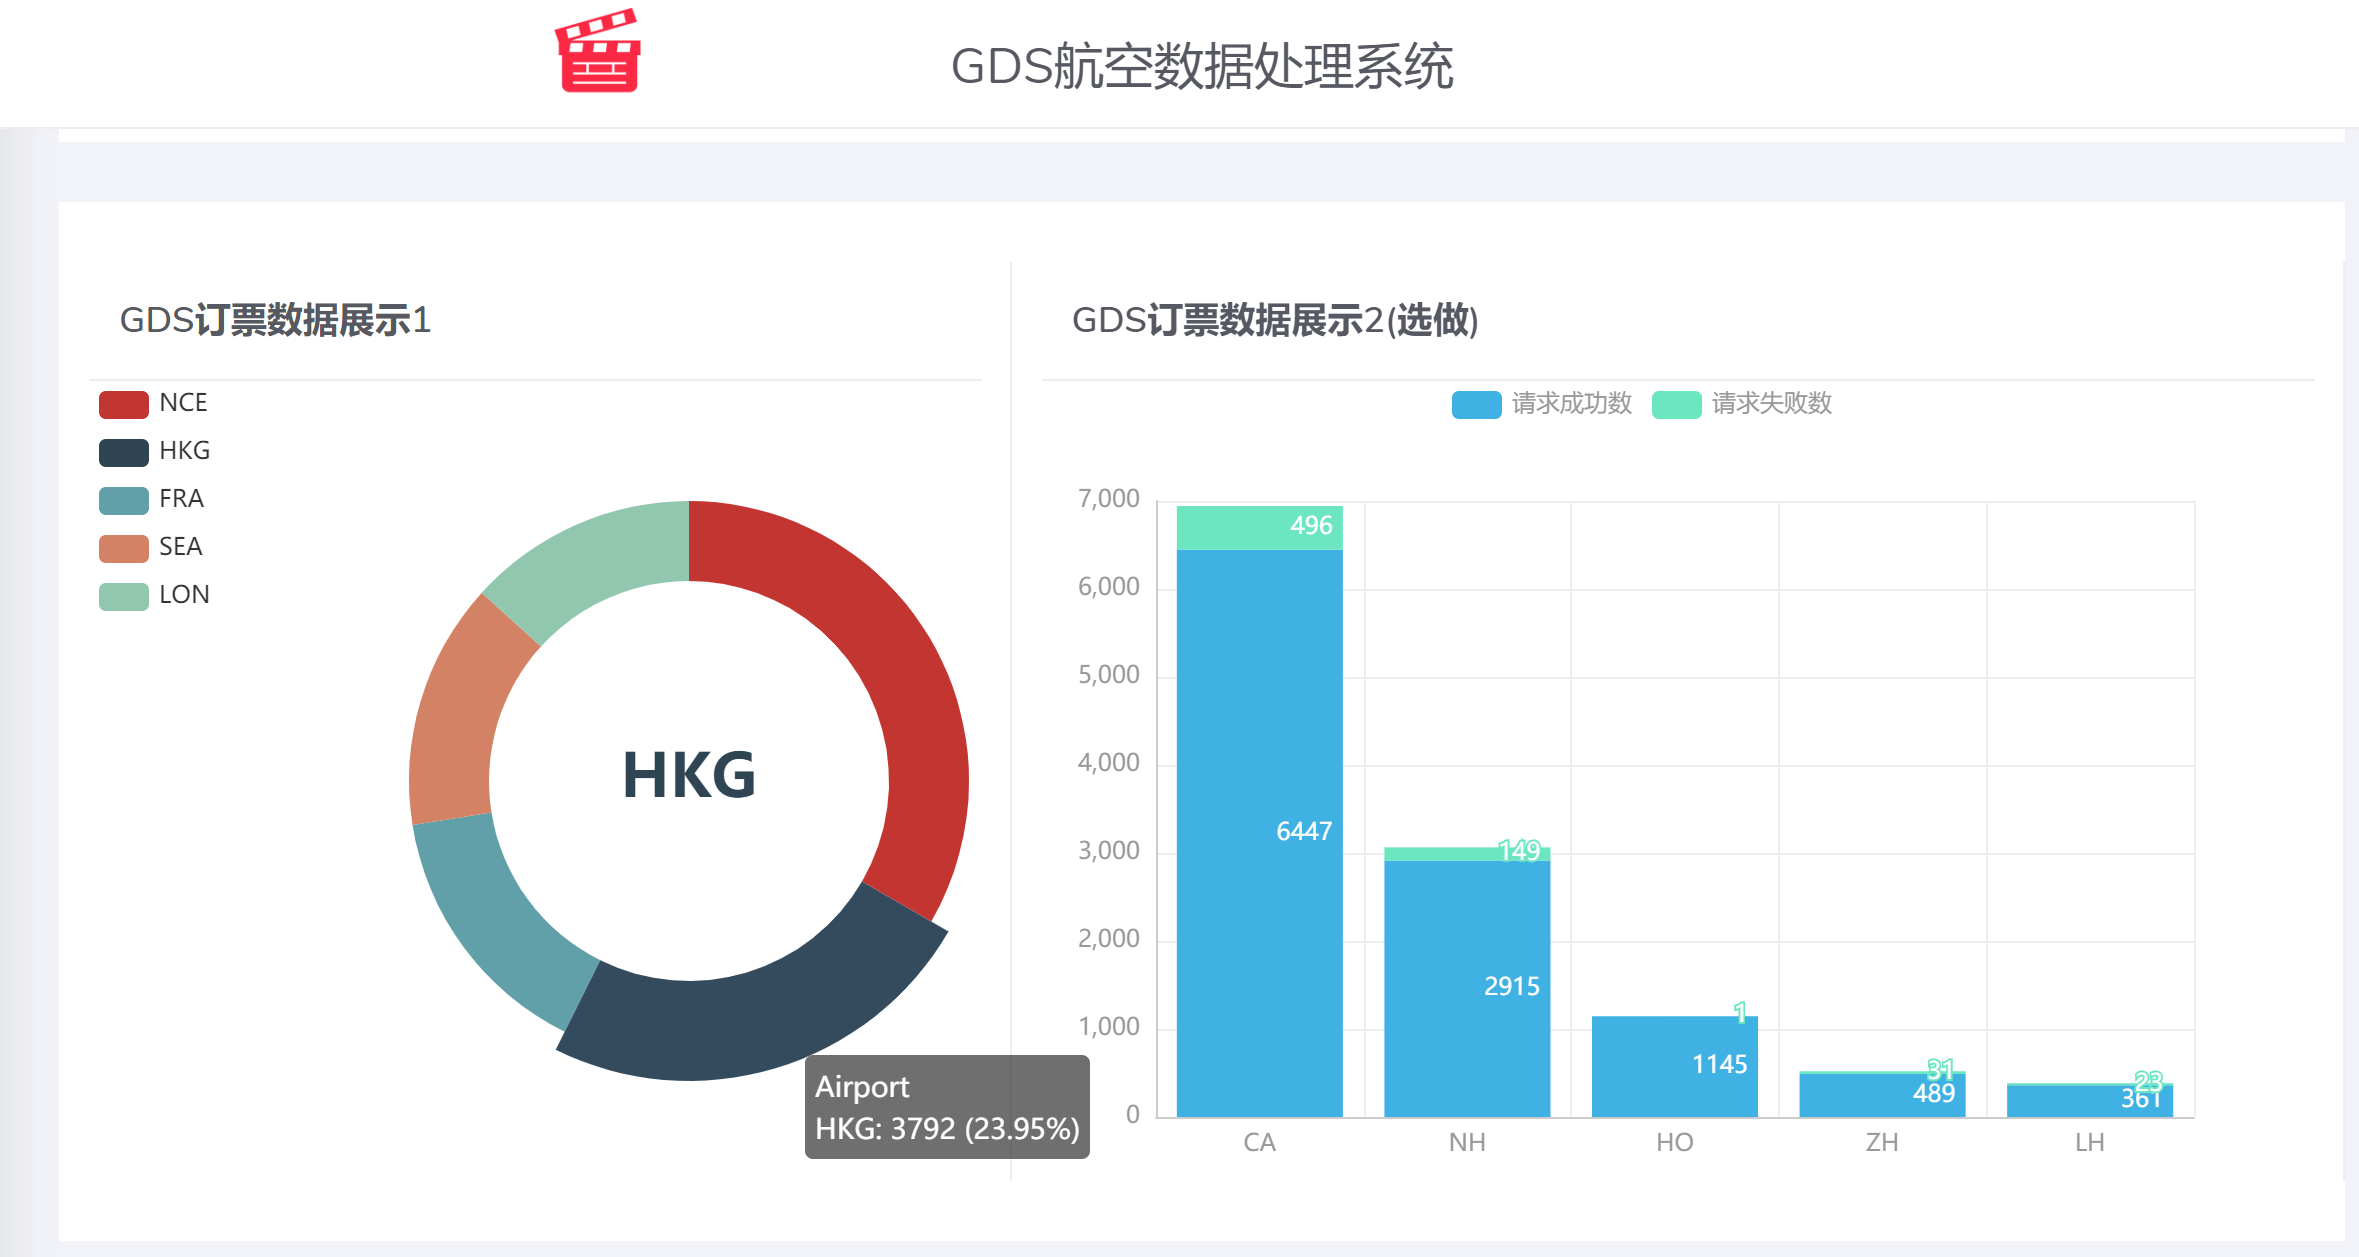 GDS航空数据处理系统
GDS订票数据展示1
NCE
HKG
FRA
SEA
LON
HKG
Airport
HKG: 3792 (23.95%)
GDS订票数据展示2(选做)
请求成功数 请求失败数
7,000
6,000
5,000
4,000
3,000
2,000
1,000
0
496
6447
149
2915
1
1145
31
489
23
361
CA NH HO ZH LH